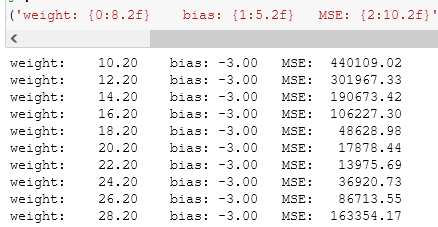 ('weight: {0:8.2f}    bias: {1:5.2f}   MSE: {2:10.2f}'
weight:    10.20    bias: -3.00   MSE:  440109.02
weight:    12.20    bias: -3.00   MSE:  301967.33
weight:    14.20    bias: -3.00   MSE:  190673.42
weight:    16.20    bias: -3.00   MSE:  106227.30
weight:    18.20    bias: -3.00   MSE:   48628.98
weight:    20.20    bias: -3.00   MSE:   17878.44
weight:    22.20    bias: -3.00   MSE:   13975.69
weight:    24.20    bias: -3.00   MSE:   36920.73
weight:    26.20    bias: -3.00   MSE:   86713.55
weight:    28.20    bias: -3.00   MSE:  163354.17